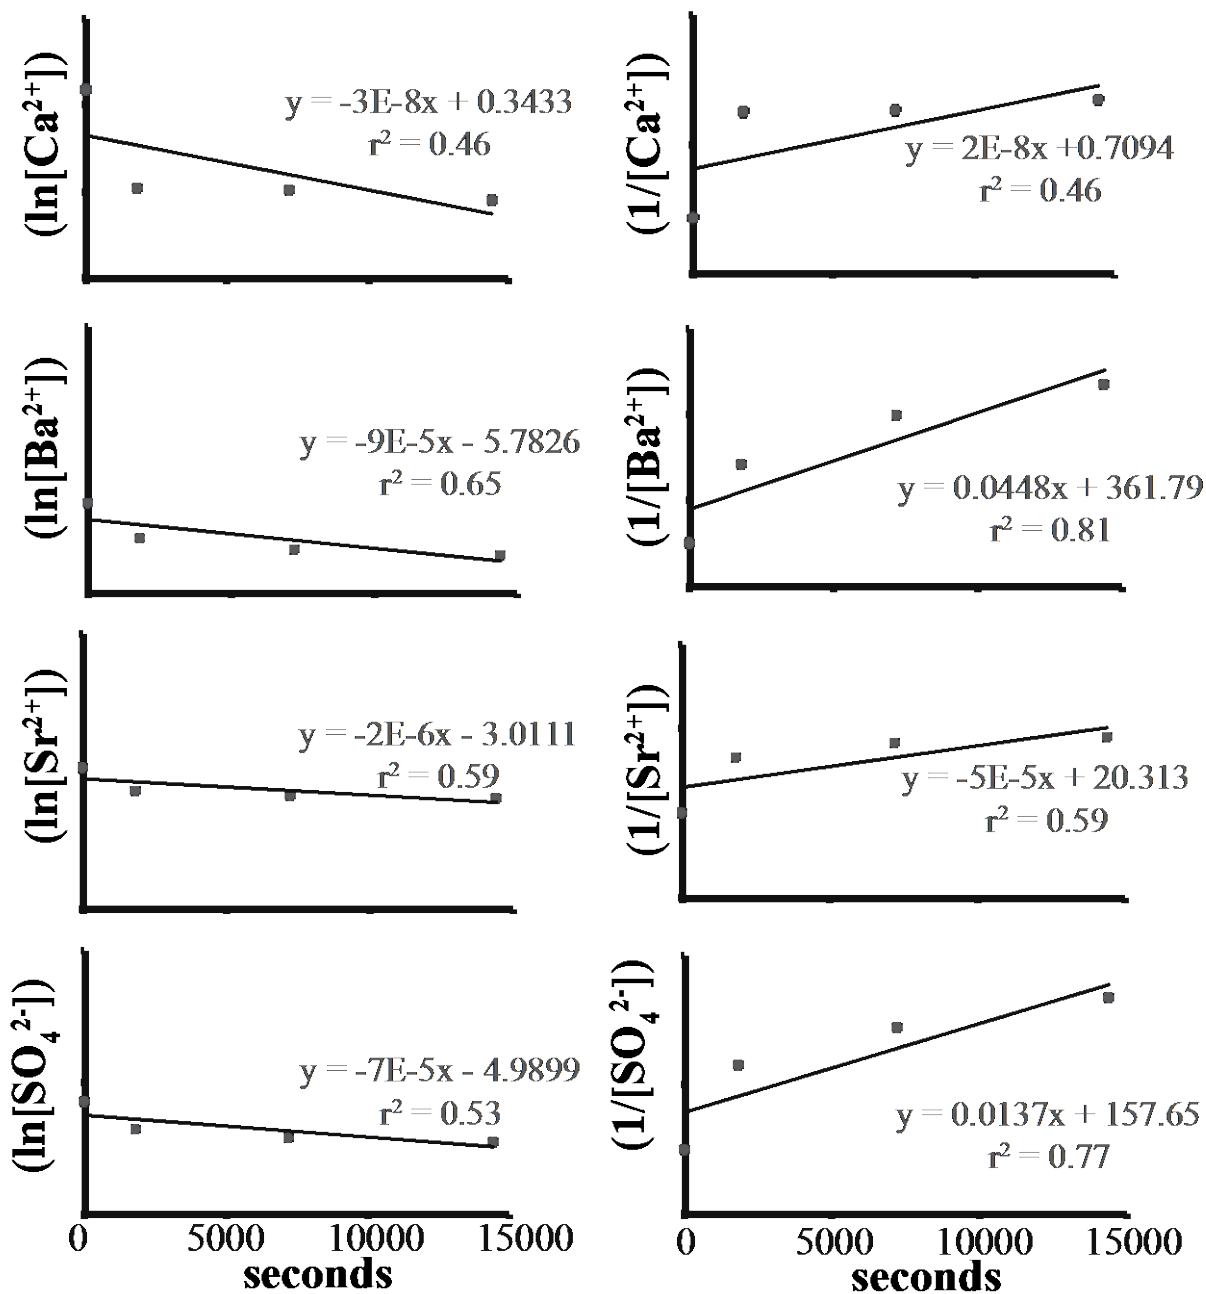 (ln[Ca²⁺])
y = -3E-8x + 0.3433
r² = 0.46
(1/[Ca²⁺])
y = 2E-8x +0.7094
r² = 0.46
(ln[Ba²⁺])
y = -9E-5x - 5.7826
r² = 0.65
(1/[Ba²⁺])
y = 0.0448x + 361.79
r² = 0.81
(ln[Sr²⁺])
y = -2E-6x - 3.0111
r² = 0.59
(1/[Sr²⁺])
y = -5E-5x + 20.313
r² = 0.59
(ln[SO₄²⁻])
y = -7E-5x - 4.9899
r² = 0.53
(1/[SO₄²⁻])
y = 0.0137x + 157.65
r² = 0.77
0 5000 10000 15000
seconds
0 5000 10000 15000
seconds